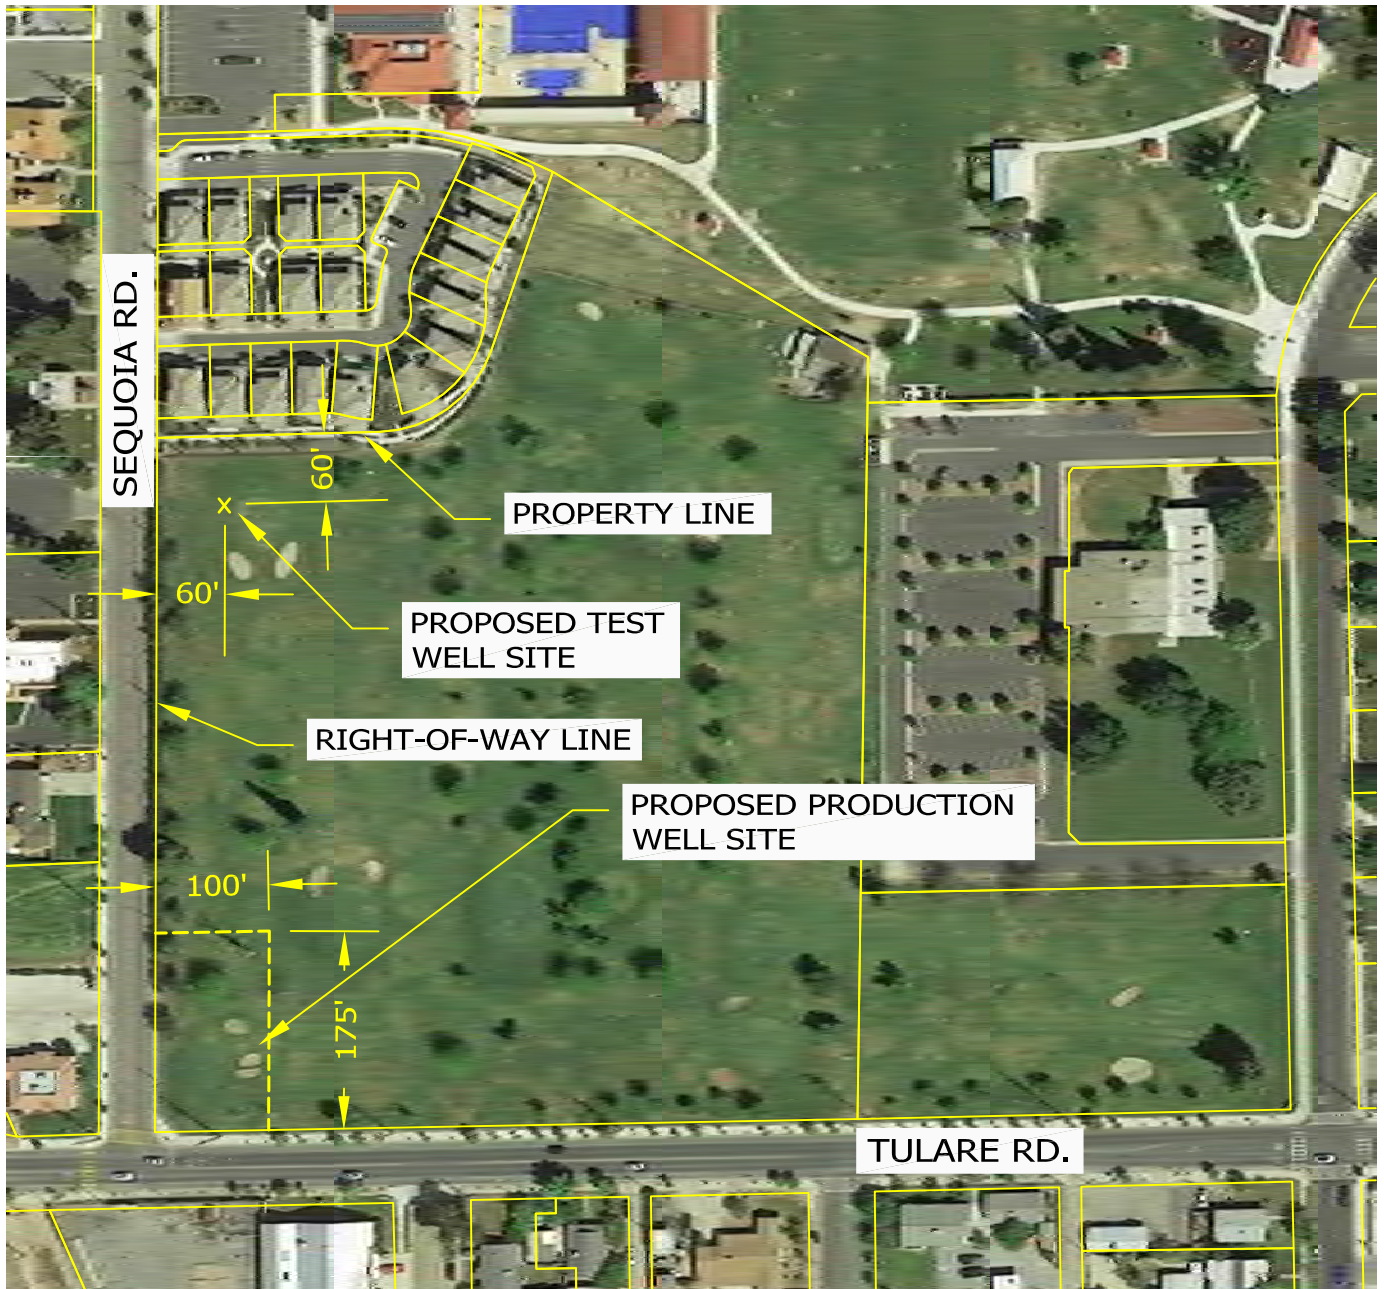 SEQUOIA RD.
60'
PROPERTY LINE
x
60'
PROPOSED TEST
WELL SITE
RIGHT-OF-WAY LINE
PROPOSED PRODUCTION
WELL SITE
100'
175'
TULARE RD.